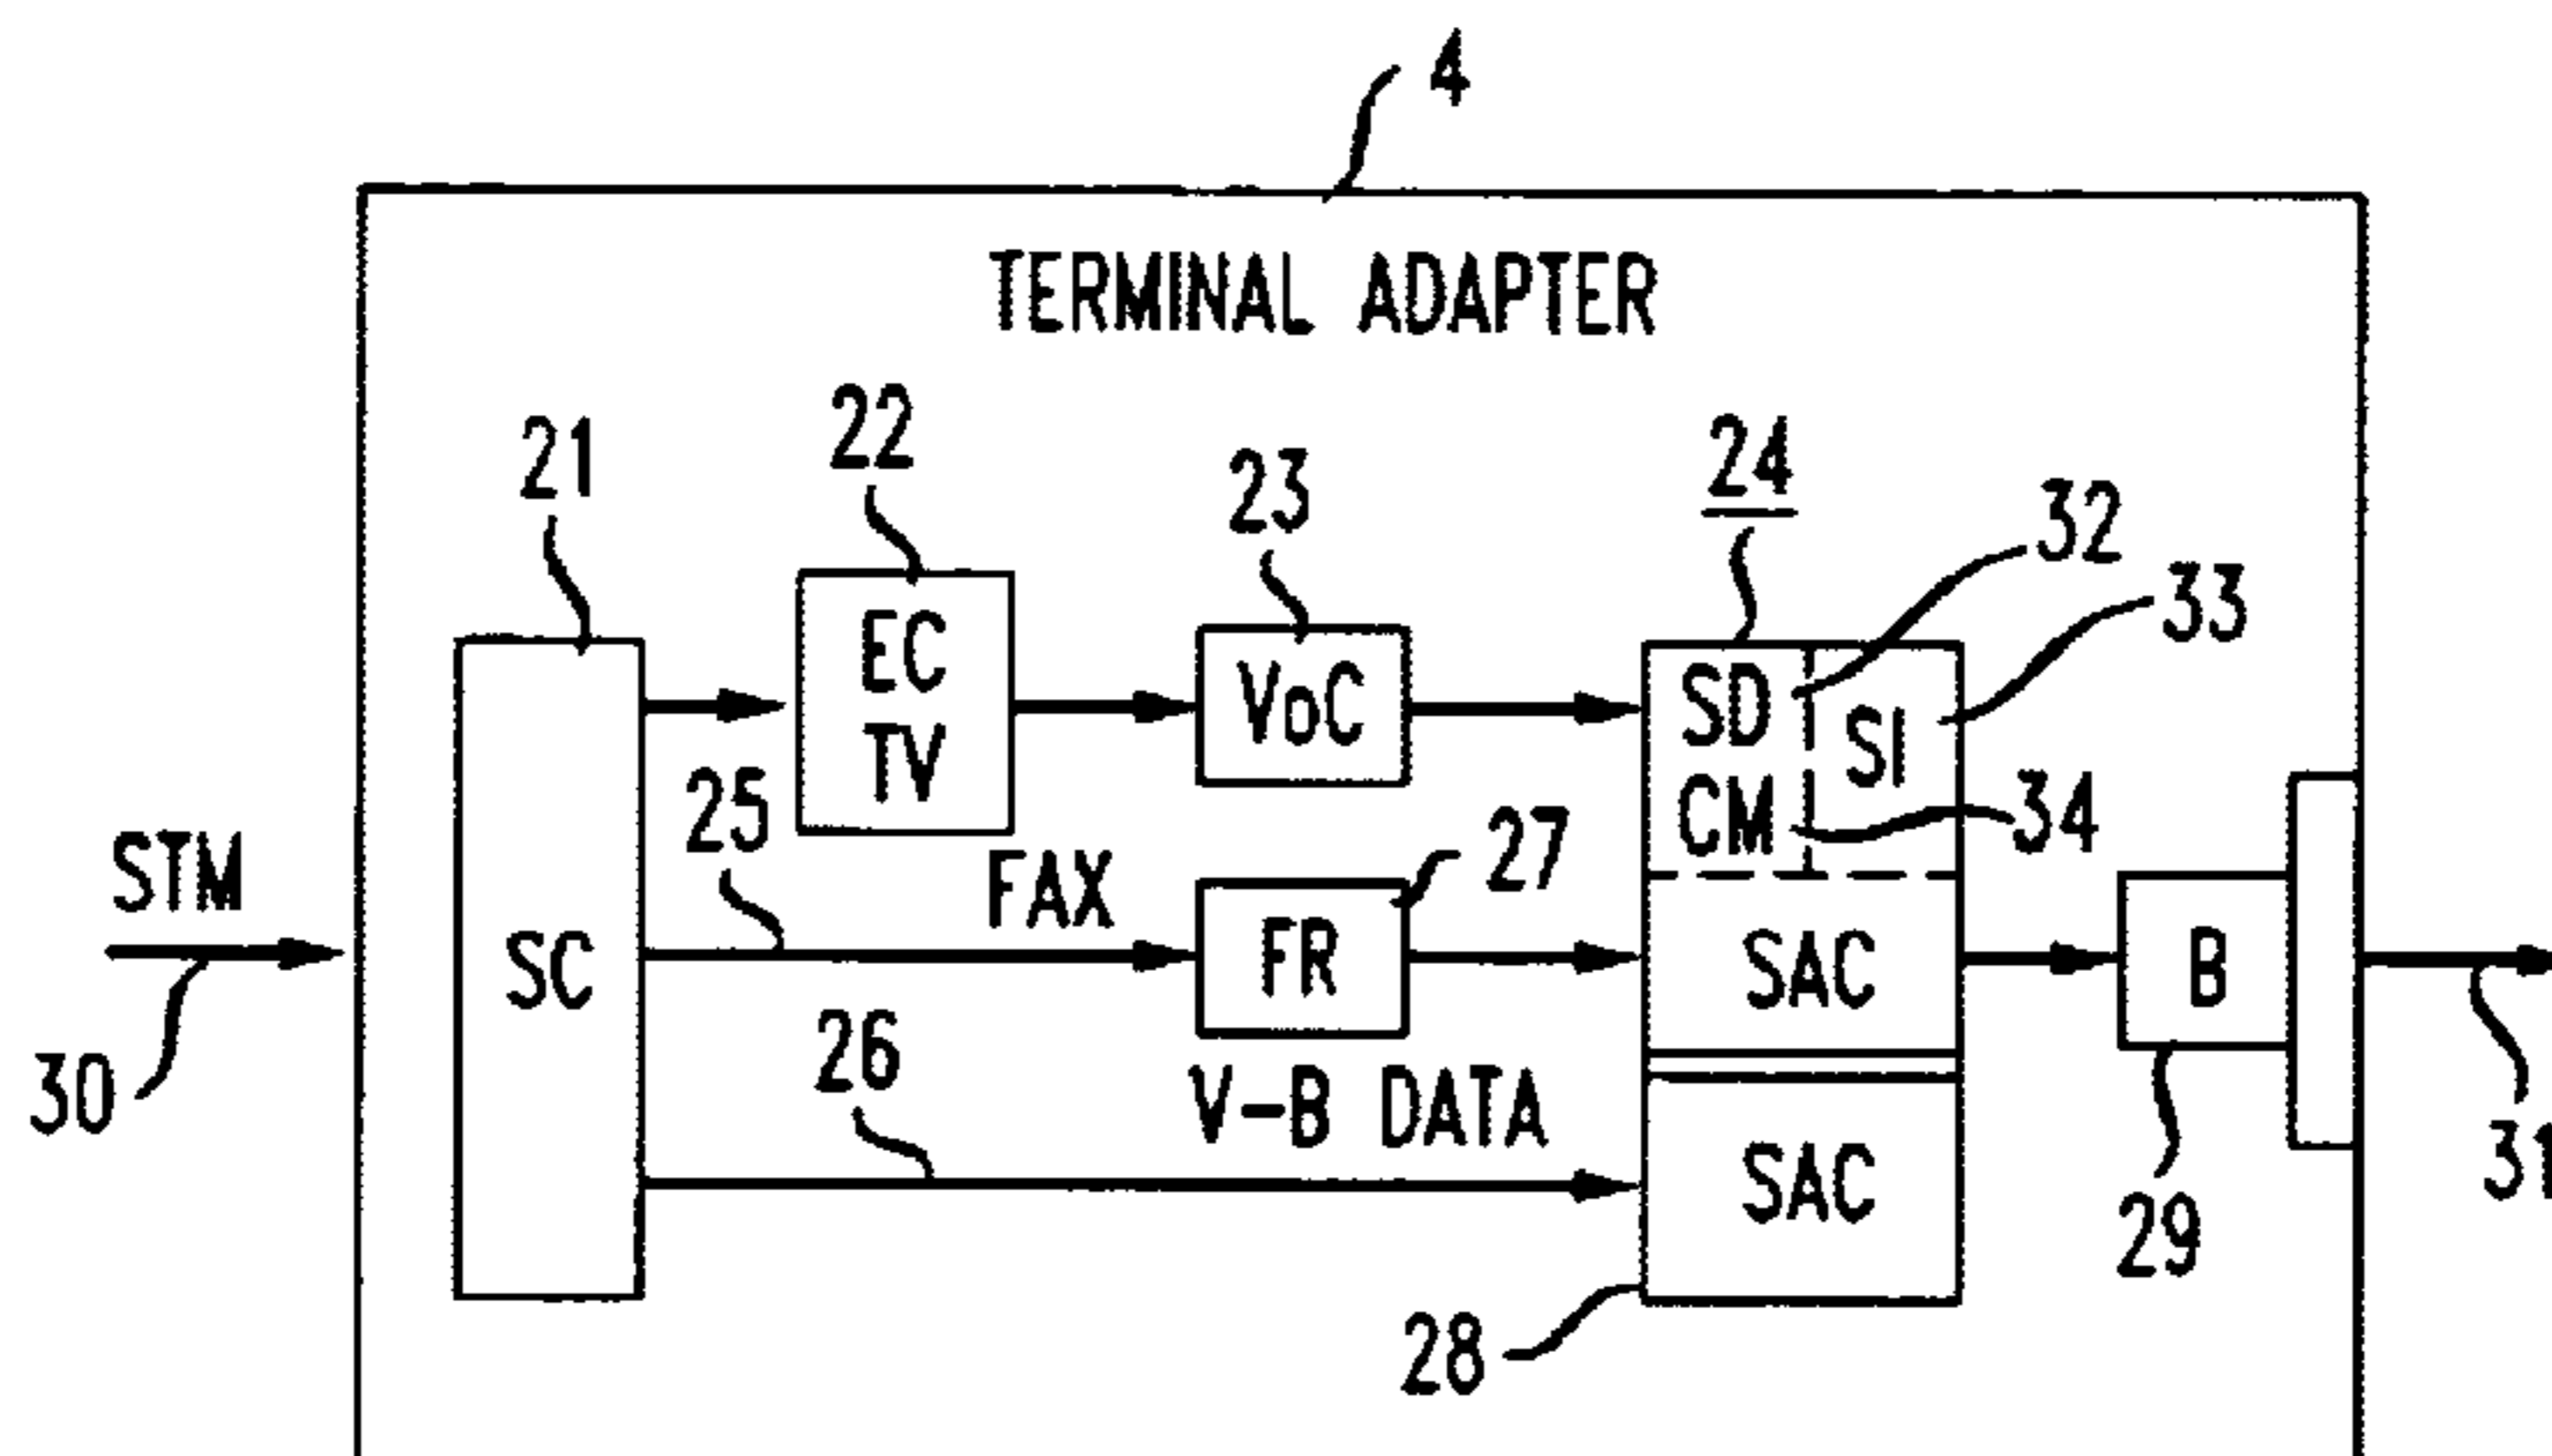 4
TERMINAL ADAPTER
21
22
23
24
32
33
EC
TV
VoC
SD
CM
SI
34
25
FAX
27
STM
SC
FR
SAC
B
30
26
V-B DATA
SAC
31
29
28